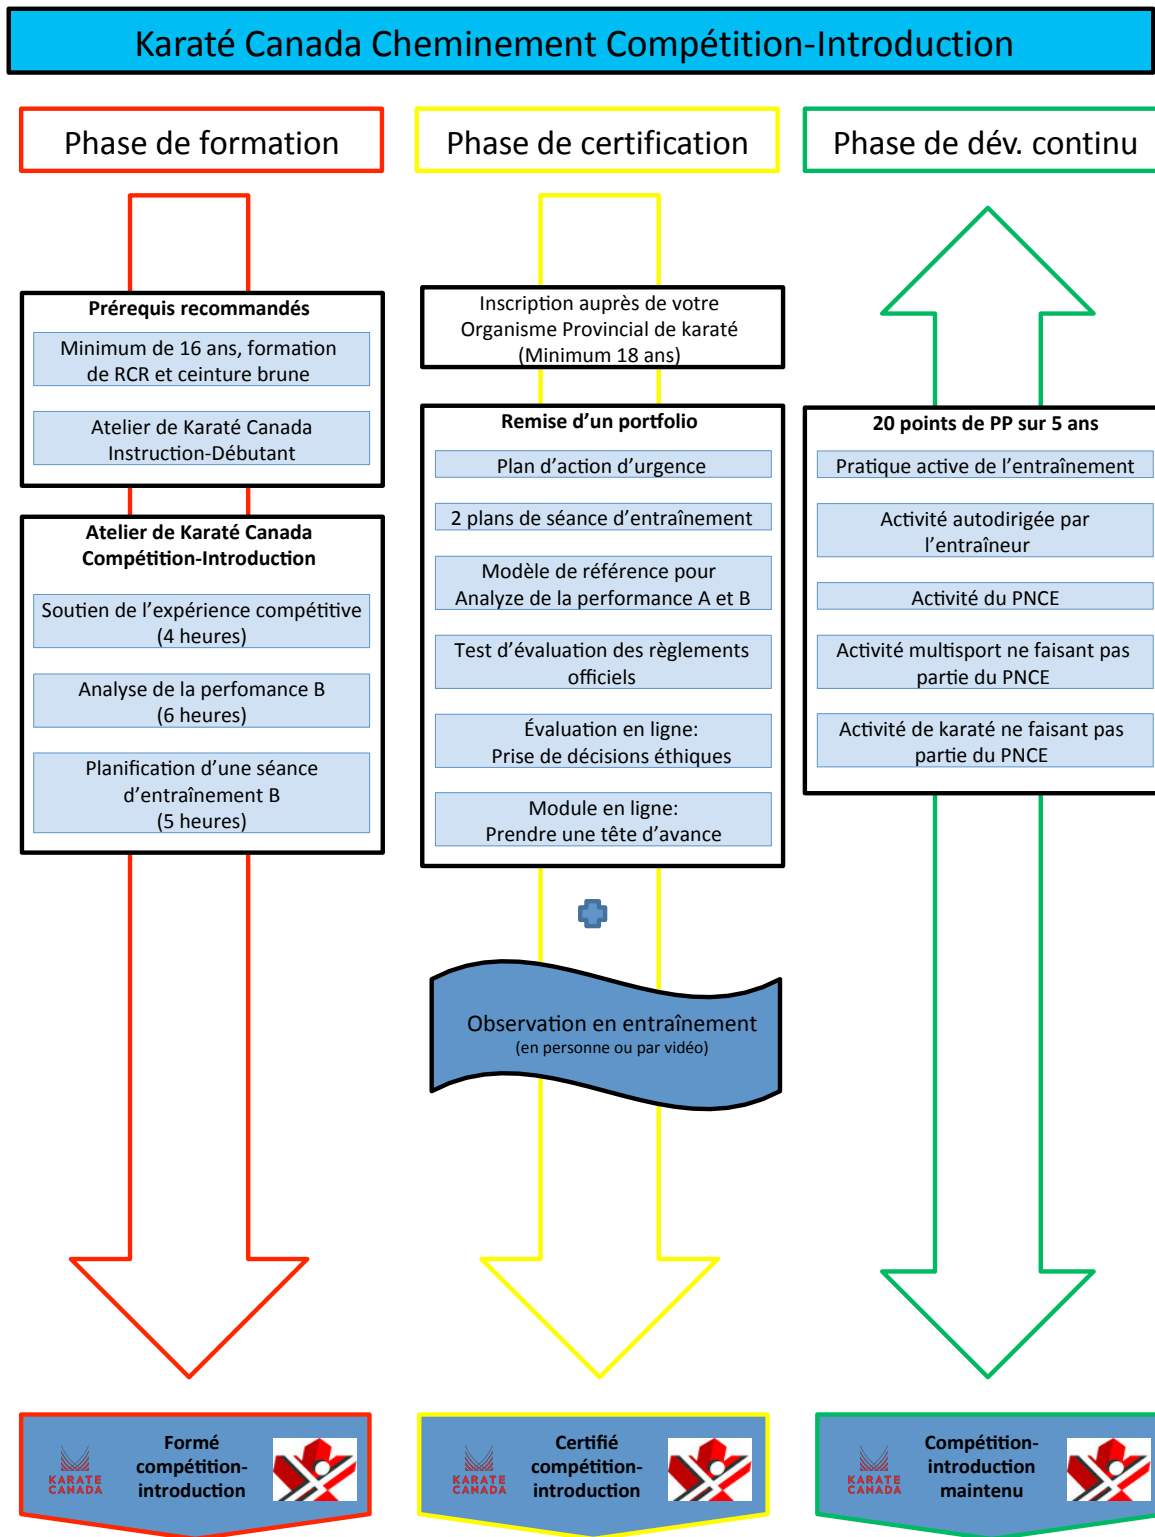 Karaté Canada Cheminement Compétition-Introduction
Phase de formation
Prérequis recommandés
Minimum de 16 ans, formation
de RCR et ceinture brune
Atelier de Karaté Canada
Instruction-Débutant
Atelier de Karaté Canada
Compétition-Introduction
Soutien de l'expérience compétitive
(4 heures)
Analyse de la perfomance B
(6 heures)
Planification d'une séance
d'entraînement B
(5 heures)
KARATE
CANADA
Formé
compétition-
introduction
Phase de certification
Inscription auprès de votre
Organisme Provincial de karaté
(Minimum 18 ans)
Remise d'un portfolio
Plan d'action d'urgence
2 plans de séance d'entraînement
Modèle de référence pour
Analyze de la performance A et B
Test d'évaluation des règlements
officiels
Évaluation en ligne:
Prise de décisions éthiques
Module en ligne:
Prendre une tête d'avance
Observation en entraînement
(en personne ou par vidéo)
KARATE
CANADA
Certifié
compétition-
introduction
Phase de dév. continu
20 points de PP sur 5 ans
Pratique active de l'entraînement
Activité autodirigée par
l'entraîneur
Activité du PNCE
Activité multisport ne faisant pas
partie du PNCE
Activité de karaté ne faisant pas
partie du PNCE
KARATE
CANADA
Compétition-
introduction
maintenu